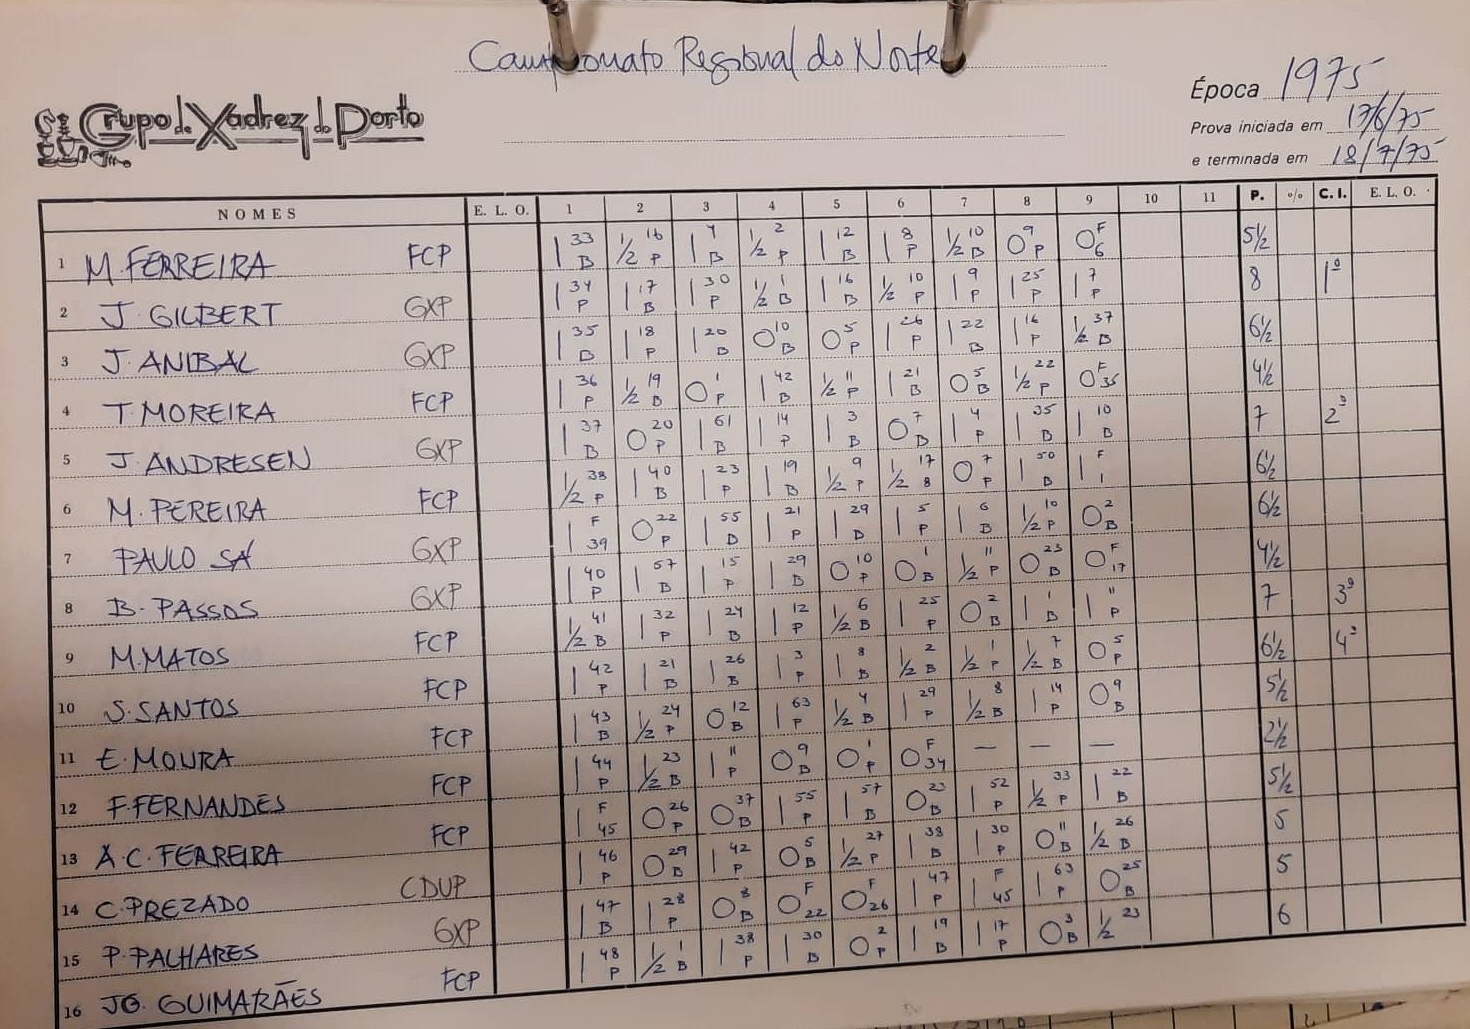 Campeonato Regional do Norte
Grupo de Xadrez do Porto
Época 1975
Prova iniciada em 17/6/75
e terminada em 18/7/75
NOMES E. L. O. 1 2 3 4 5 6 7 8 9 10 11 P. % C. I. E. L. O.
1 M. FERREIRA FCP 1 33 B ½ 16 P 1 4 B ½ 2 P 1 12 B 1 8 P ½ 10 B 0 9 P 0 F 6 5½
2 J. GILBERT GXP 1 34 P 1 17 B 1 30 P ½ 1 B 1 16 B ½ 10 P 1 9 P 1 25 P 1 7 P 8 1º
3 J. ANIBAL GXP 1 35 B 1 18 P 1 20 B 0 10 B 0 5 P 1 26 P 1 22 B 1 16 P ½ 37 B 6½
4 T. MOREIRA FCP 1 36 P ½ 19 B 0 1 P 1 42 B ½ 11 P 1 21 B 0 5 B ½ 22 P 0 F 35 4½
5 J. ANDRESEN GXP 1 37 B 0 20 P 1 61 B 1 14 P 1 3 B 0 7 B 1 4 P 1 35 B 1 10 B 7 2º
6 M. PEREIRA FCP ½ 38 P 1 40 B 1 23 P 1 19 B ½ 9 P ½ 17 B 0 7 P 1 50 B 1 F 1 6½
7 PAULO SÁ GXP 1 F 39 0 22 P 1 55 B 1 21 P 1 29 B 1 5 P 1 6 B ½ 10 P 0 2 B 6½
8 B. PASSOS GXP 1 40 P 1 57 B 1 15 P 1 29 B 0 10 P 0 1 B ½ 11 P 0 23 B 0 F 17 4½
9 M. MATOS FCP ½ 41 B 1 32 P 1 24 B 1 12 P ½ 6 B 1 25 P 0 2 B 1 1 B 1 11 P 7 3º
10 S. SANTOS FCP 1 42 P 1 21 B 1 26 B 1 3 P 1 8 B ½ 2 B ½ 1 P ½ 7 B 0 5 P 6½ 4º
11 E. MOURA FCP 1 43 B ½ 24 P 0 12 B 1 63 P ½ 4 B 1 29 P ½ 8 B 1 14 P 0 9 B 5½
12 F. FERNANDES FCP 1 44 P ½ 23 B 1 11 P 0 9 B 0 1 P 0 F 34 — — — 2½
13 A. C. FERREIRA FCP 1 F 45 0 26 P 0 37 B 1 55 P 1 57 B 0 23 B 1 52 P ½ 33 P 1 22 B 5½
14 C. PREZADO CDUP 1 46 P 0 29 B 1 42 P 0 5 B ½ 27 P 1 38 B 1 30 P 0 11 B ½ 26 B 5
15 P. PALHARES GXP 1 47 B 1 28 P 0 8 B 0 F 22 0 F 26 1 47 P 1 F 45 1 63 P 0 25 B 5
16 JG. GUIMARÃES FCP 1 48 P ½ 1 B 1 38 P 1 30 B 0 2 P 1 19 B 1 17 P 0 3 B ½ 23 6